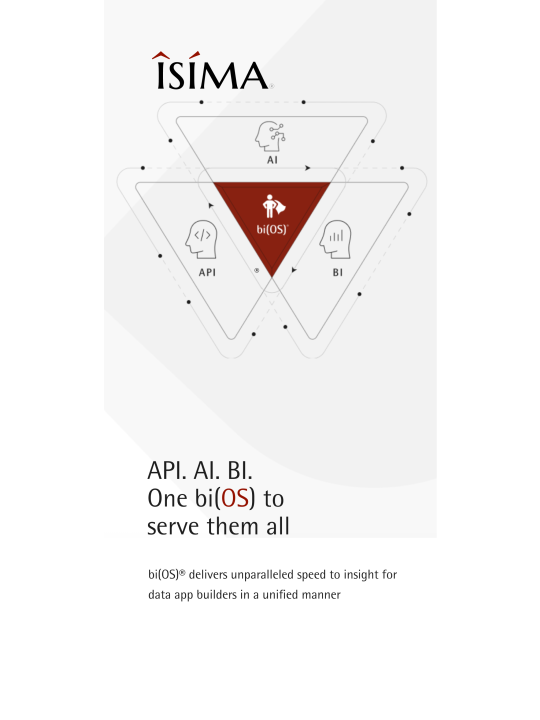 ÎSÍMA®
AI
bi(OS)®
API
®
BI
API. AI. BI.
One bi(OS) to
serve them all
bi(OS)® delivers unparalleled speed to insight for
data app builders in a unified manner